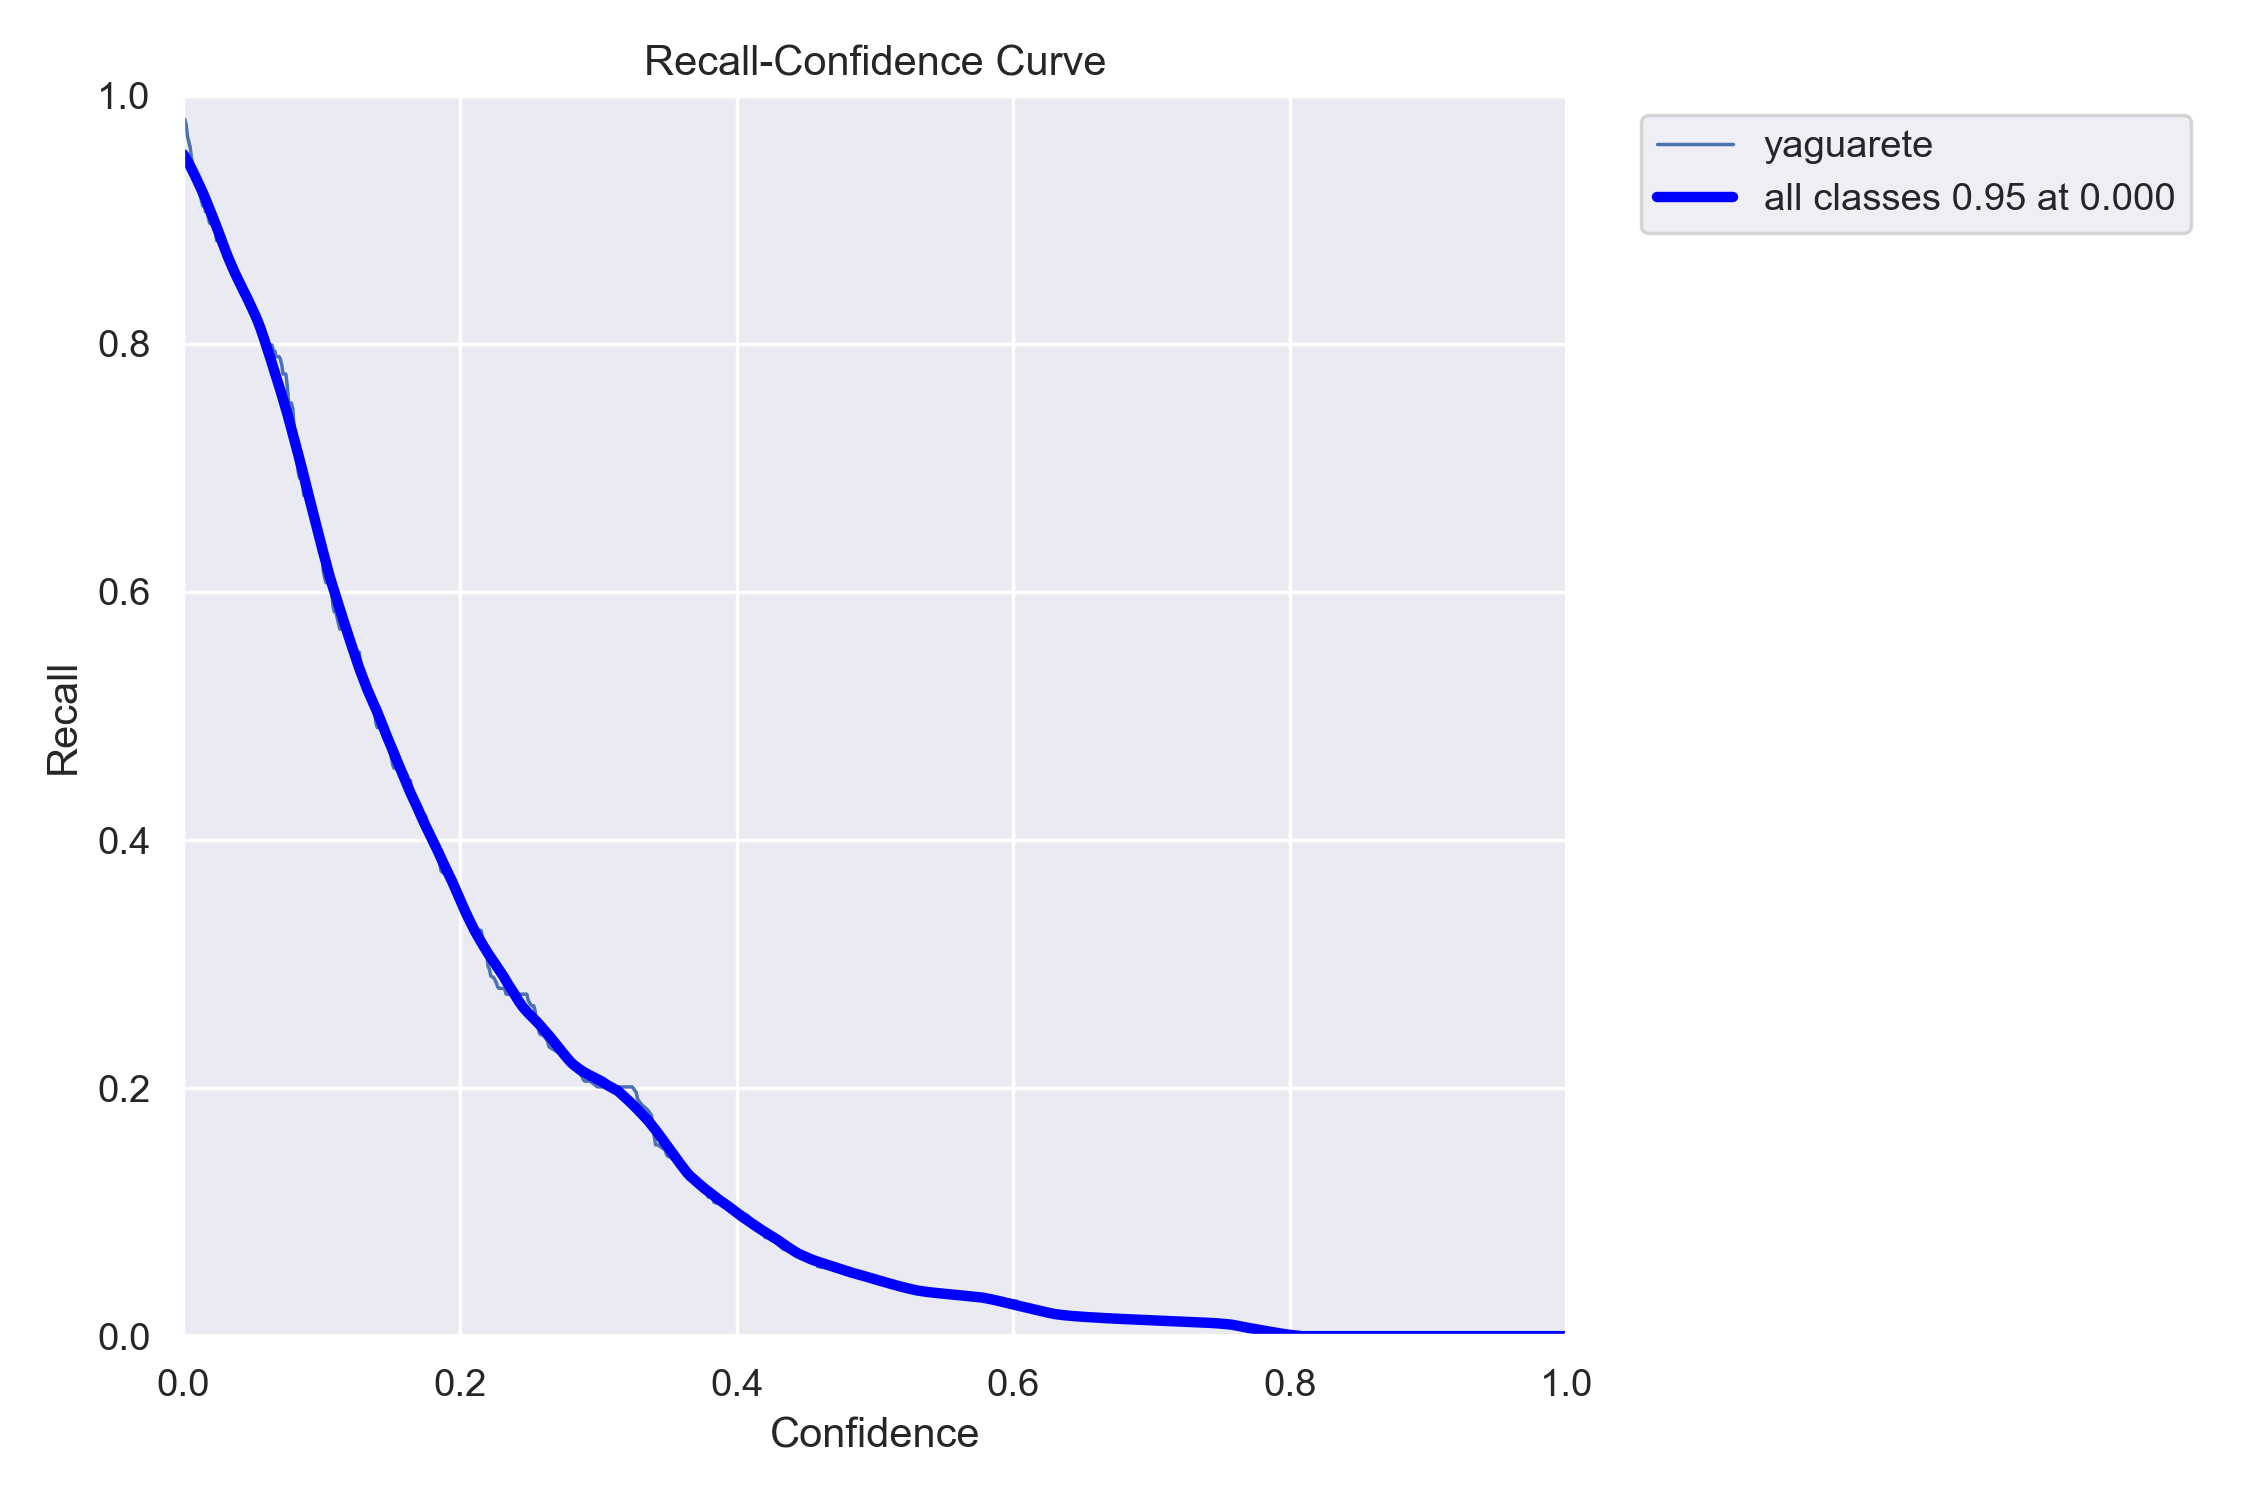 Recall-Confidence Curve
1.0
0.8
0.6
0.4
0.2
0.0
Recall
0.0 0.2 0.4 0.6 0.8 1.0
Confidence
yaguarete
all classes 0.95 at 0.000